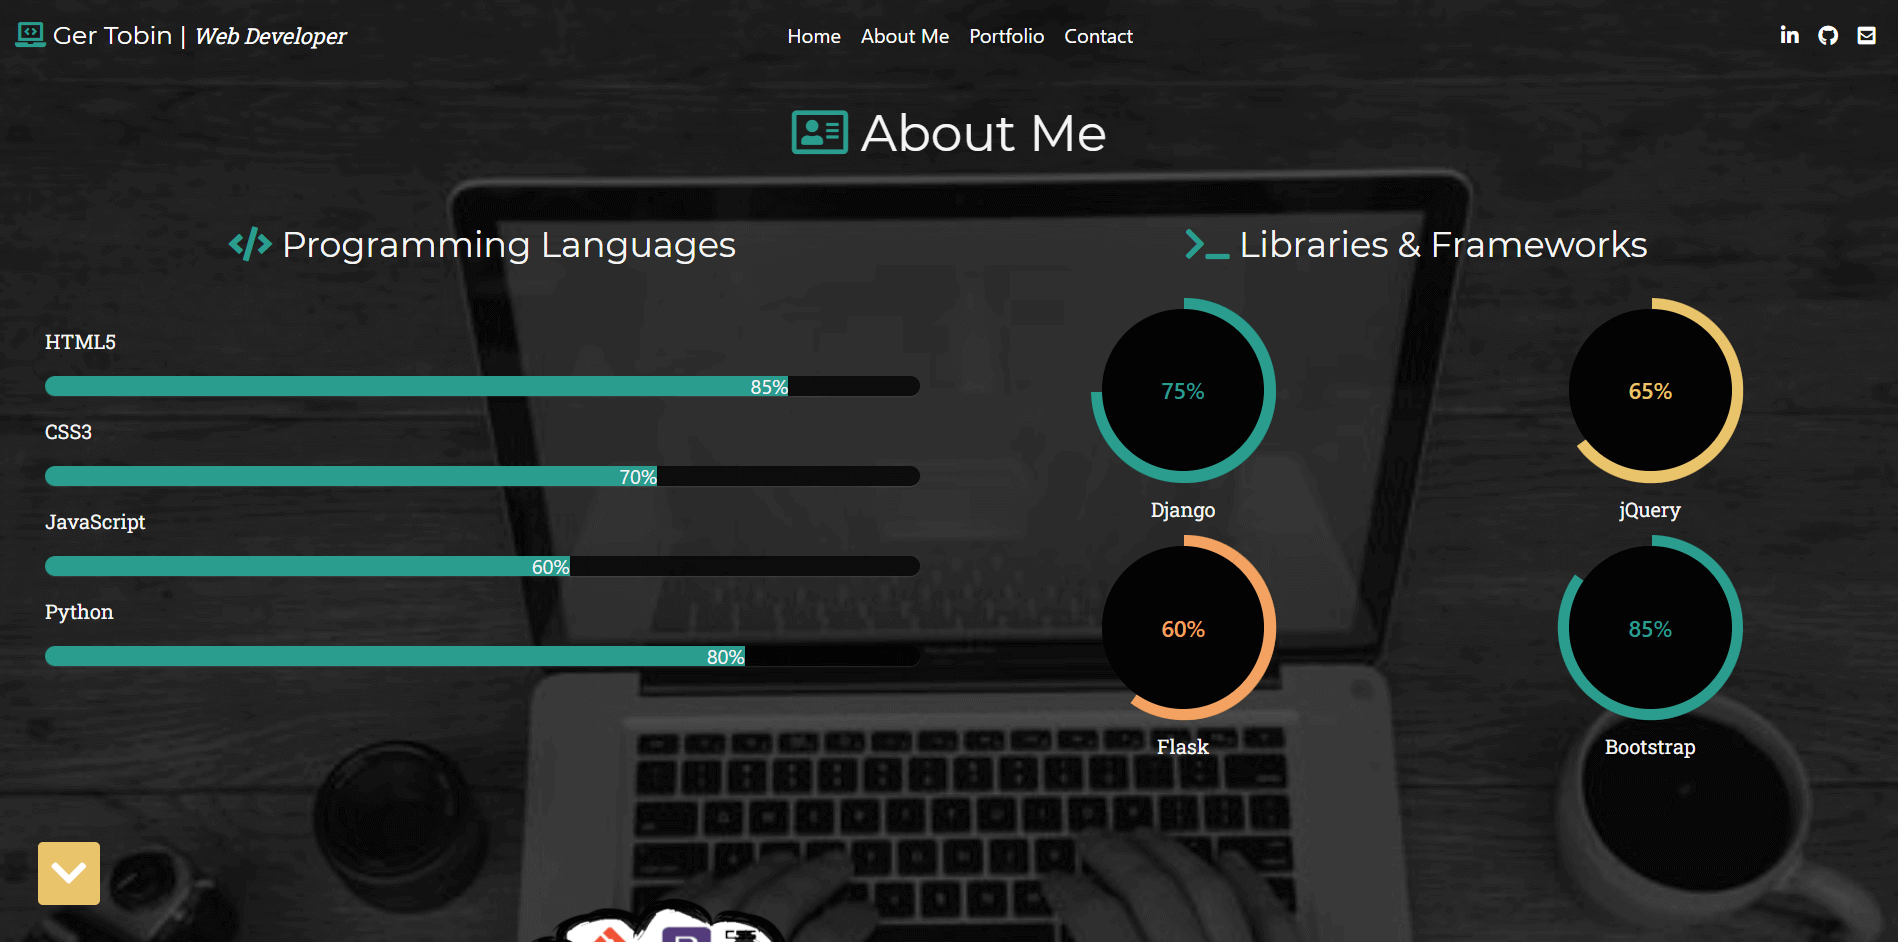 Ger Tobin | Web Developer
Home About Me Portfolio Contact
About Me
Programming Languages
HTML5
85%
CSS3
70%
JavaScript
60%
Python
80%
Libraries & Frameworks
75%
65%
Django
jQuery
60%
85%
Flask
Bootstrap